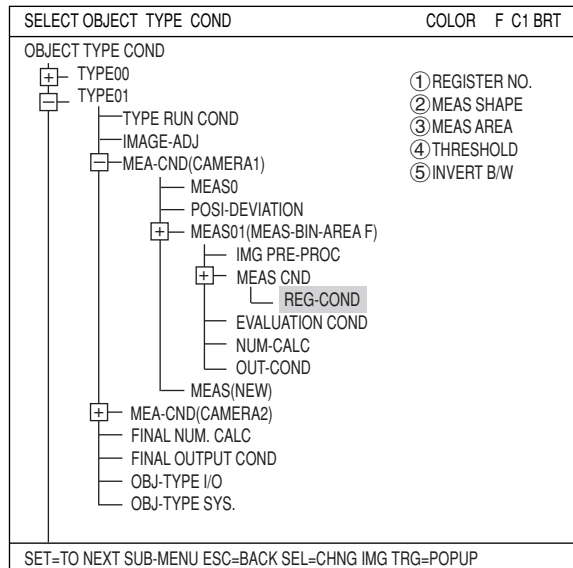 SELECT OBJECT TYPE COND COLOR F C1 BRT
OBJECT TYPE COND
TYPE00
TYPE01
TYPE RUN COND
IMAGE-ADJ
MEA-CND(CAMERA1)
MEAS0
POSI-DEVIATION
MEAS01(MEAS-BIN-AREA F)
IMG PRE-PROC
MEAS CND
REG-COND
EVALUATION COND
NUM-CALC
OUT-COND
MEAS(NEW)
MEA-CND(CAMERA2)
FINAL NUM. CALC
FINAL OUTPUT COND
OBJ-TYPE I/O
OBJ-TYPE SYS.
①REGISTER NO.
②MEAS SHAPE
③MEAS AREA
④THRESHOLD
⑤INVERT B/W
SET=TO NEXT SUB-MENU ESC=BACK SEL=CHNG IMG TRG=POPUP